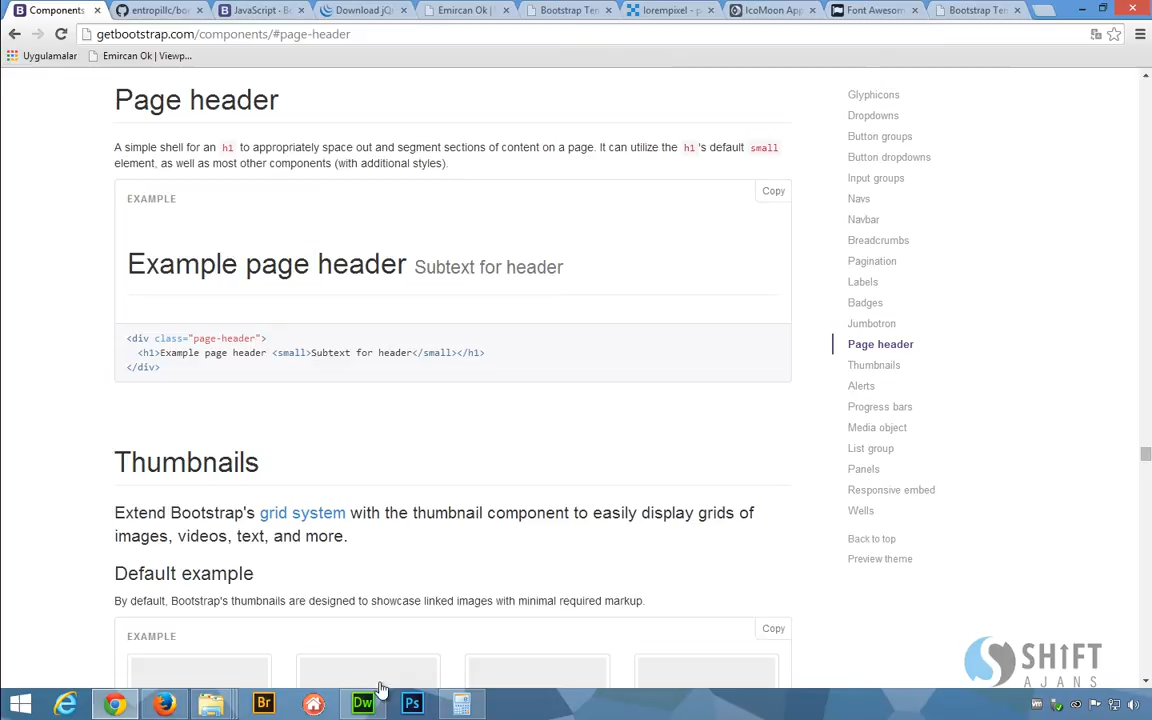 Components
entropillc/bo
JavaScript · B
Download jQ
Emircan Ok |
Bootstrap Ten
lorempixel - p
IcoMoon App
Font Awesom
Bootstrap Ten
getbootstrap.com/components/#page-header
Uygulamalar
Emircan Ok | Viewp...
Page header
A simple shell for an h1 to appropriately space out and segment sections of content on a page. It can utilize the h1's default small
element, as well as most other components (with additional styles).
EXAMPLE
Copy
Example page header Subtext for header
<div class="page-header">
<h1>Example page header <small>Subtext for header</small></h1>
</div>
Thumbnails
Extend Bootstrap's grid system with the thumbnail component to easily display grids of
images, videos, text, and more.
Default example
By default, Bootstrap's thumbnails are designed to showcase linked images with minimal required markup.
EXAMPLE
Copy
Glyphicons
Dropdowns
Button groups
Button dropdowns
Input groups
Navs
Navbar
Breadcrumbs
Pagination
Labels
Badges
Jumbotron
Page header
Thumbnails
Alerts
Progress bars
Media object
List group
Panels
Responsive embed
Wells
Back to top
Preview theme
SHIFT
AJANS
Br
Dw
Ps